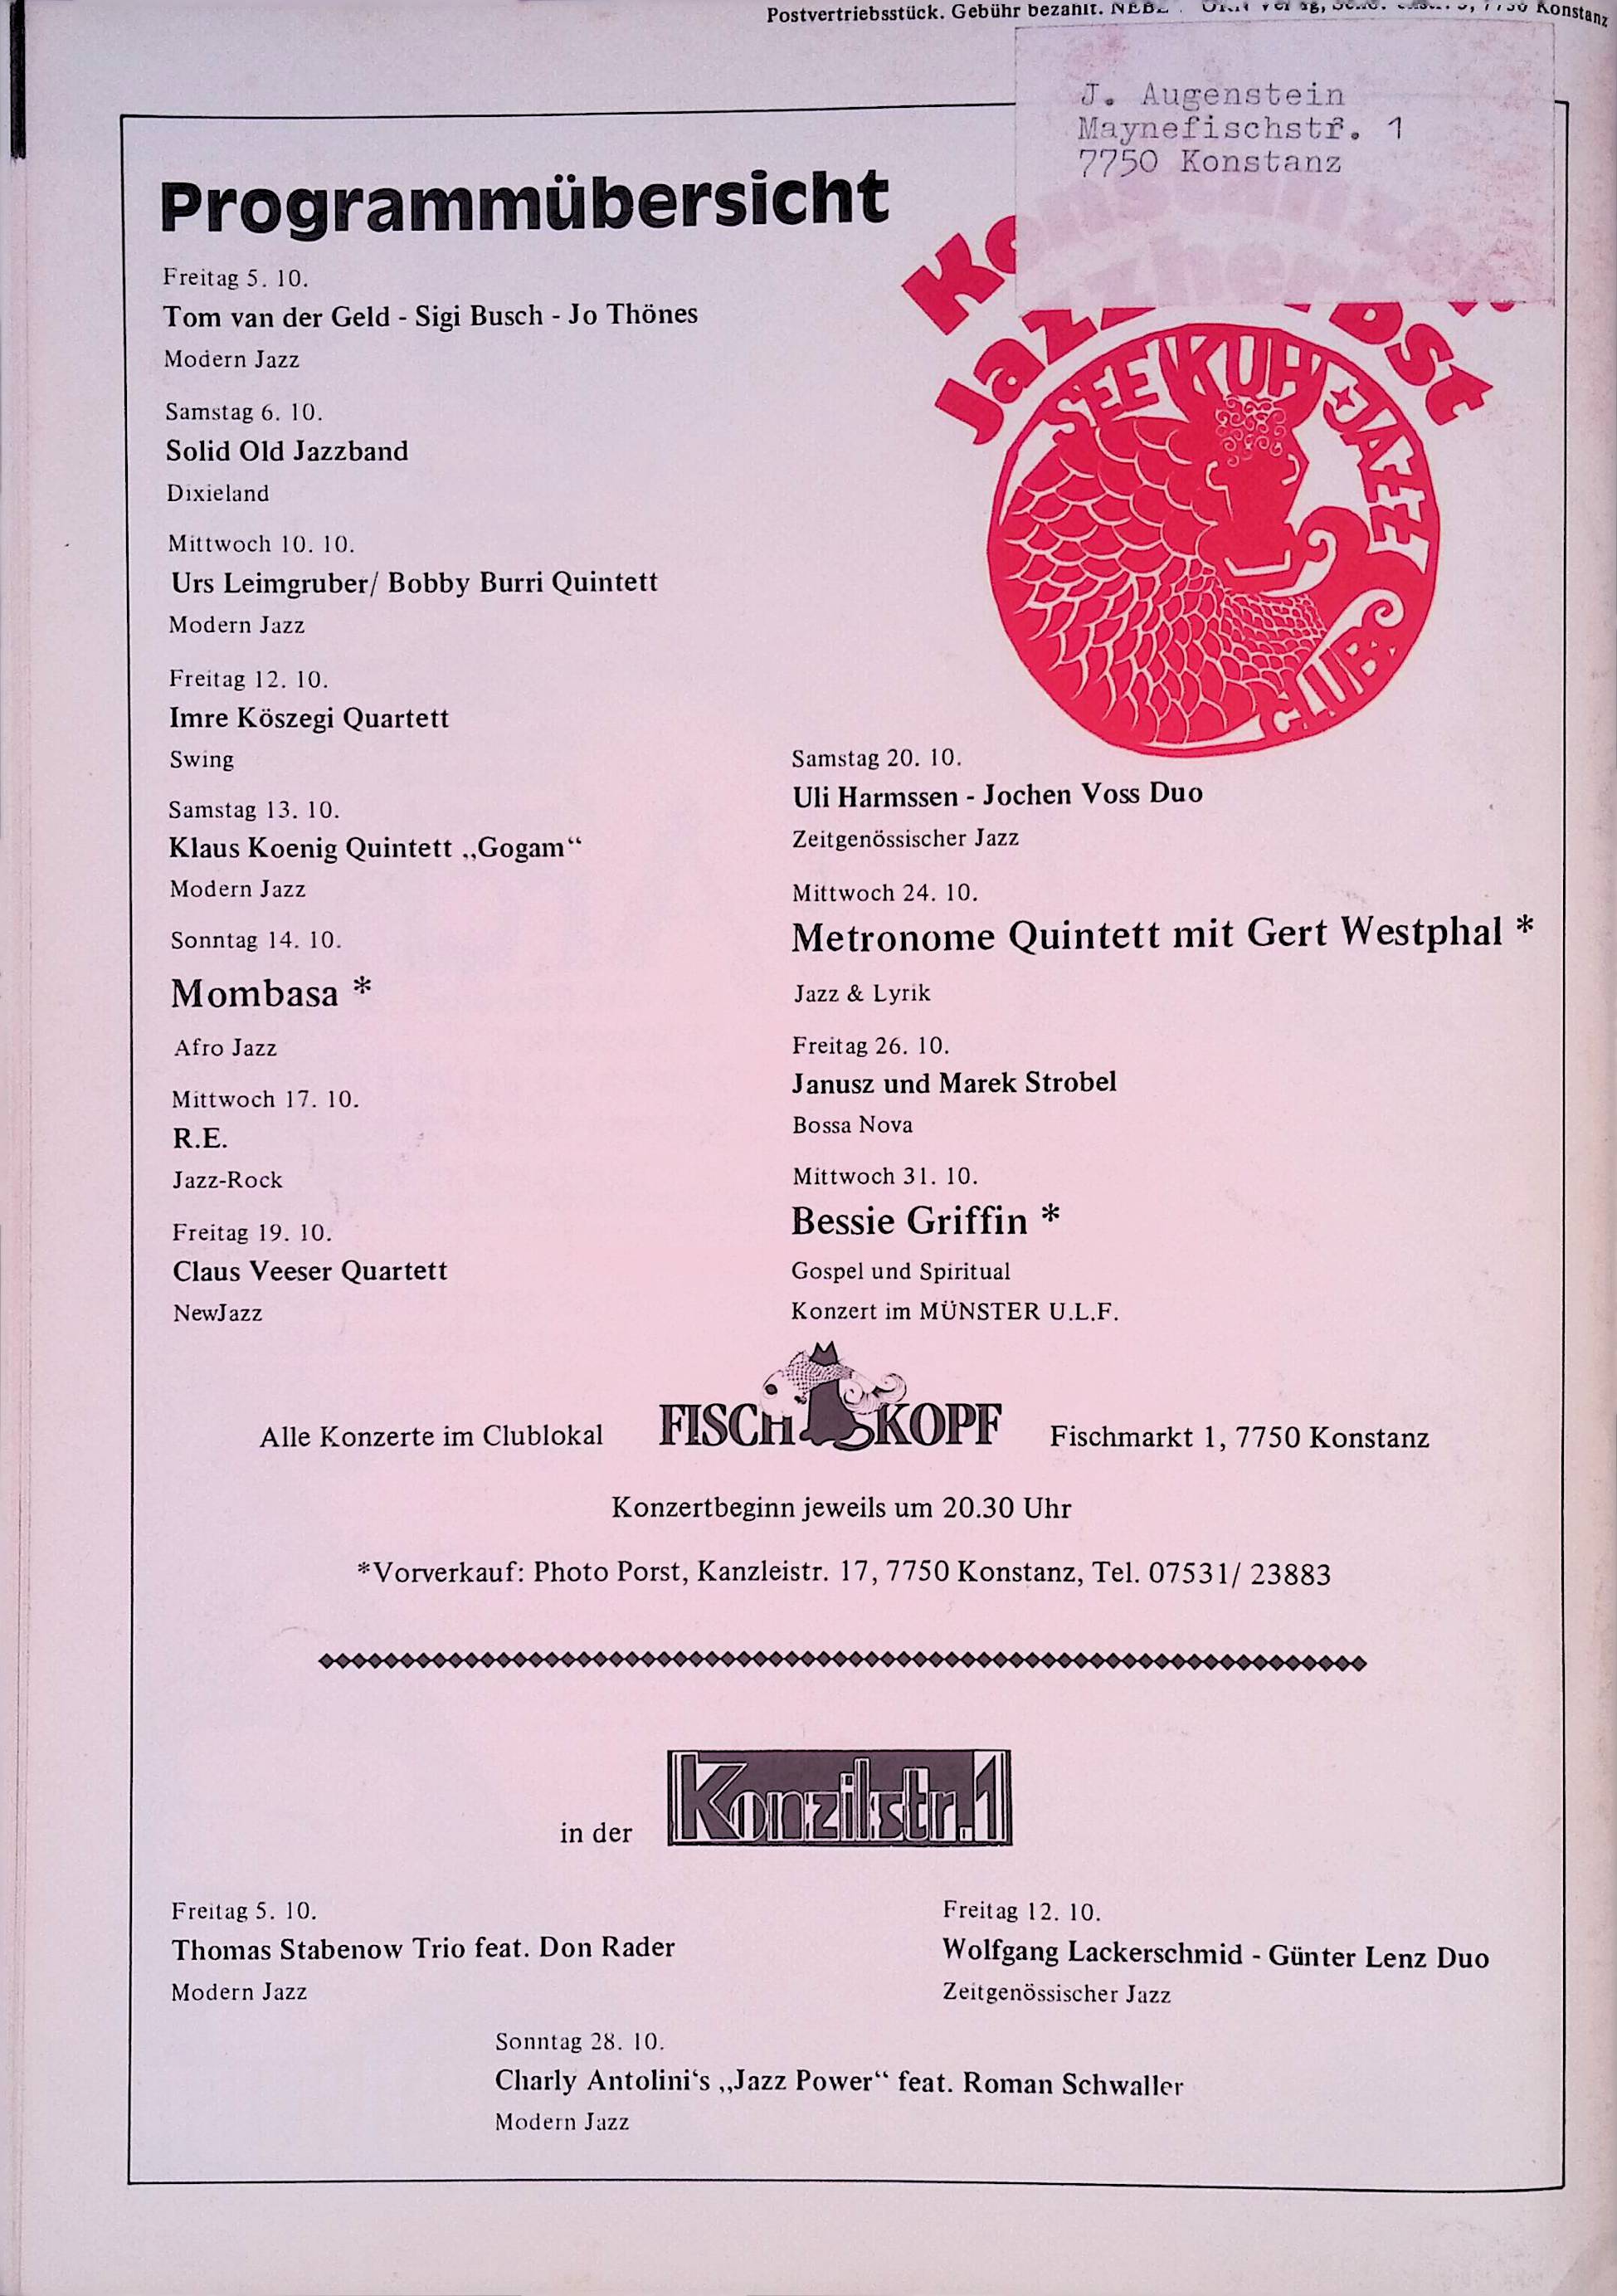 Postvertriebsstück. Gebühr bezahlt. 7750 Konstanz
J. Augenstein
Maynefischstr. 1
7750 Konstanz
Programmübersicht
SEEKUH JAZZ CLUB
Freitag 5. 10.
Tom van der Geld - Sigi Busch - Jo Thönes
Modern Jazz
Samstag 6. 10.
Solid Old Jazzband
Dixieland
Mittwoch 10. 10.
Urs Leimgruber/ Bobby Burri Quintett
Modern Jazz
Freitag 12. 10.
Imre Köszegi Quartett
Swing
Samstag 13. 10.
Klaus Koenig Quintett „Gogam“
Modern Jazz
Sonntag 14. 10.
Mombasa *
Afro Jazz
Mittwoch 17. 10.
R.E.
Jazz-Rock
Freitag 19. 10.
Claus Veeser Quartett
NewJazz
Samstag 20. 10.
Uli Harmssen - Jochen Voss Duo
Zeitgenössischer Jazz
Mittwoch 24. 10.
Metronome Quintett mit Gert Westphal *
Jazz & Lyrik
Freitag 26. 10.
Janusz und Marek Strobel
Bossa Nova
Mittwoch 31. 10.
Bessie Griffin *
Gospel und Spiritual
Konzert im MÜNSTER U.L.F.
Alle Konzerte im Clublokal FISCHKOPF Fischmarkt 1, 7750 Konstanz
Konzertbeginn jeweils um 20.30 Uhr
*Vorverkauf: Photo Porst, Kanzleistr. 17, 7750 Konstanz, Tel. 07531/ 23883
in der Konzilstr.1
Freitag 5. 10.
Thomas Stabenow Trio feat. Don Rader
Modern Jazz
Freitag 12. 10.
Wolfgang Lackerschmid - Günter Lenz Duo
Zeitgenössischer Jazz
Sonntag 28. 10.
Charly Antolini‘s „Jazz Power“ feat. Roman Schwaller
Modern Jazz